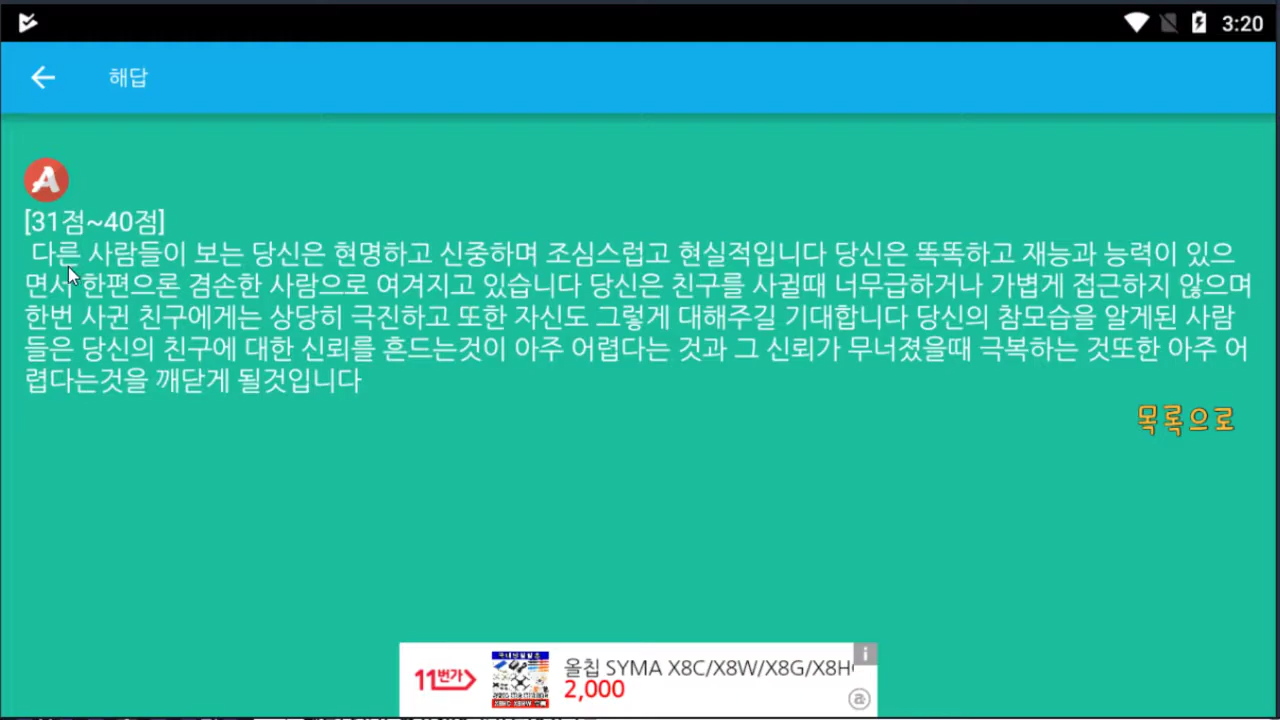 3:20
해답
A
[31점~40점]
다른 사람들이 보는 당신은 현명하고 신중하며 조심스럽고 현실적입니다 당신은 똑똑하고 재능과 능력이 있으
면서 한편으론 겸손한 사람으로 여겨지고 있습니다 당신은 친구를 사귈때 너무급하거나 가볍게 접근하지 않으며
한번 사귄 친구에게는 상당히 극진하고 또한 자신도 그렇게 대해주길 기대합니다 당신의 참모습을 알게된 사람
들은 당신의 친구에 대한 신뢰를 흔드는것이 아주 어렵다는 것과 그 신뢰가 무너졌을때 극복하는 것또한 아주 어
렵다는것을 깨닫게 될것입니다
목록으로
11번가
올칩 SYMA X8C/X8W/X8G/X8H
2,000